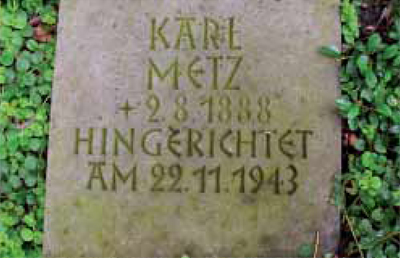 KARL
METZ
+ 2.8.1888
HINGERICHTET
AM 22.11.1943